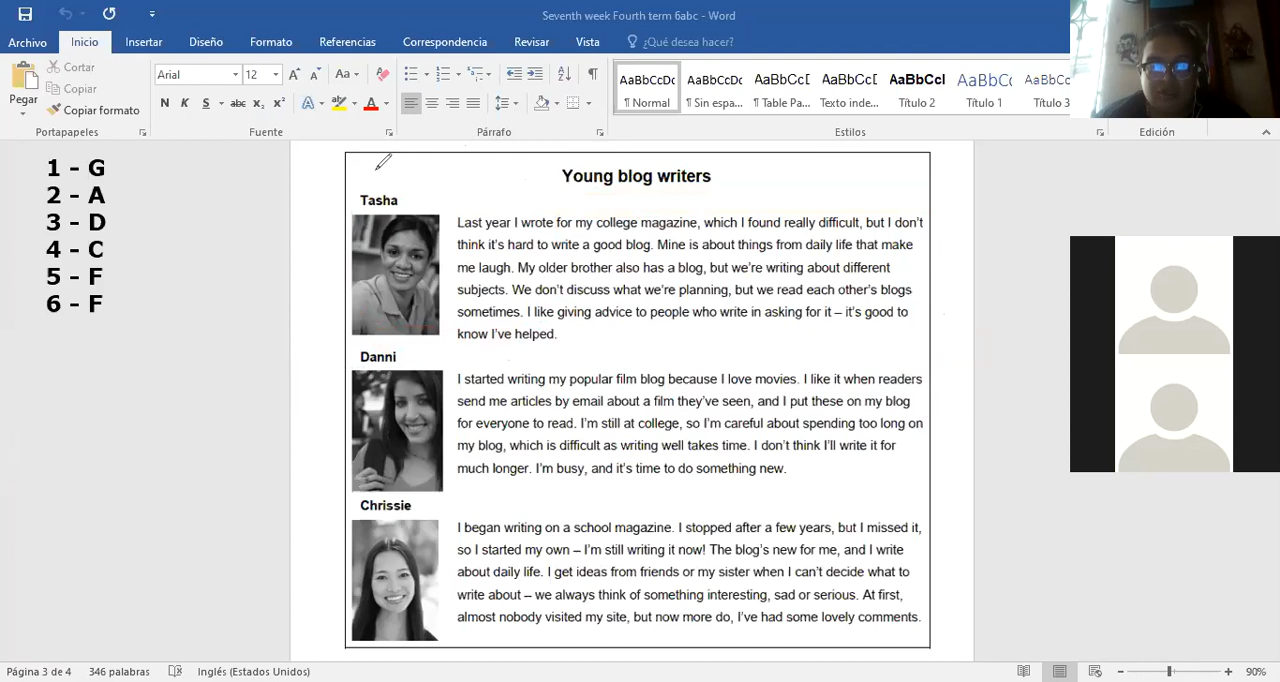 Seventh week Fourth term 6abc - Word
Archivo Inicio Insertar Diseño Formato Referencias Correspondencia Revisar Vista ¿Qué desea hacer?
Pegar
Cortar
Copiar
Copiar formato
Portapapeles
Arial 12
Aa
N K S abc x₂ x²
A A
Fuente
Párrafo
AaBbCcDc AaBbCcDc AaBbCcI AaBbCcI AaBbCcI AaBbCcI AaBbCcI
¶ Normal ¶ Sin espa... ¶ Table Pa... Texto inde... Título 2 Título 1 Título 3
Estilos
Edición
1 - G
2 - A
3 - D
4 - C
5 - F
6 - F
Young blog writers
Tasha
Last year I wrote for my college magazine, which I found really difficult, but I don't
think it's hard to write a good blog. Mine is about things from daily life that make
me laugh. My older brother also has a blog, but we're writing about different
subjects. We don't discuss what we're planning, but we read each other's blogs
sometimes. I like giving advice to people who write in asking for it – it's good to
know I've helped.
Danni
I started writing my popular film blog because I love movies. I like it when readers
send me articles by email about a film they've seen, and I put these on my blog
for everyone to read. I'm still at college, so I'm careful about spending too long on
my blog, which is difficult as writing well takes time. I don't think I'll write it for
much longer. I'm busy, and it's time to do something new.
Chrissie
I began writing on a school magazine. I stopped after a few years, but I missed it,
so I started my own – I'm still writing it now! The blog's new for me, and I write
about daily life. I get ideas from friends or my sister when I can't decide what to
write about – we always think of something interesting, sad or serious. At first,
almost nobody visited my site, but now more do, I've had some lovely comments.
Página 3 de 4 346 palabras Inglés (Estados Unidos) 90%